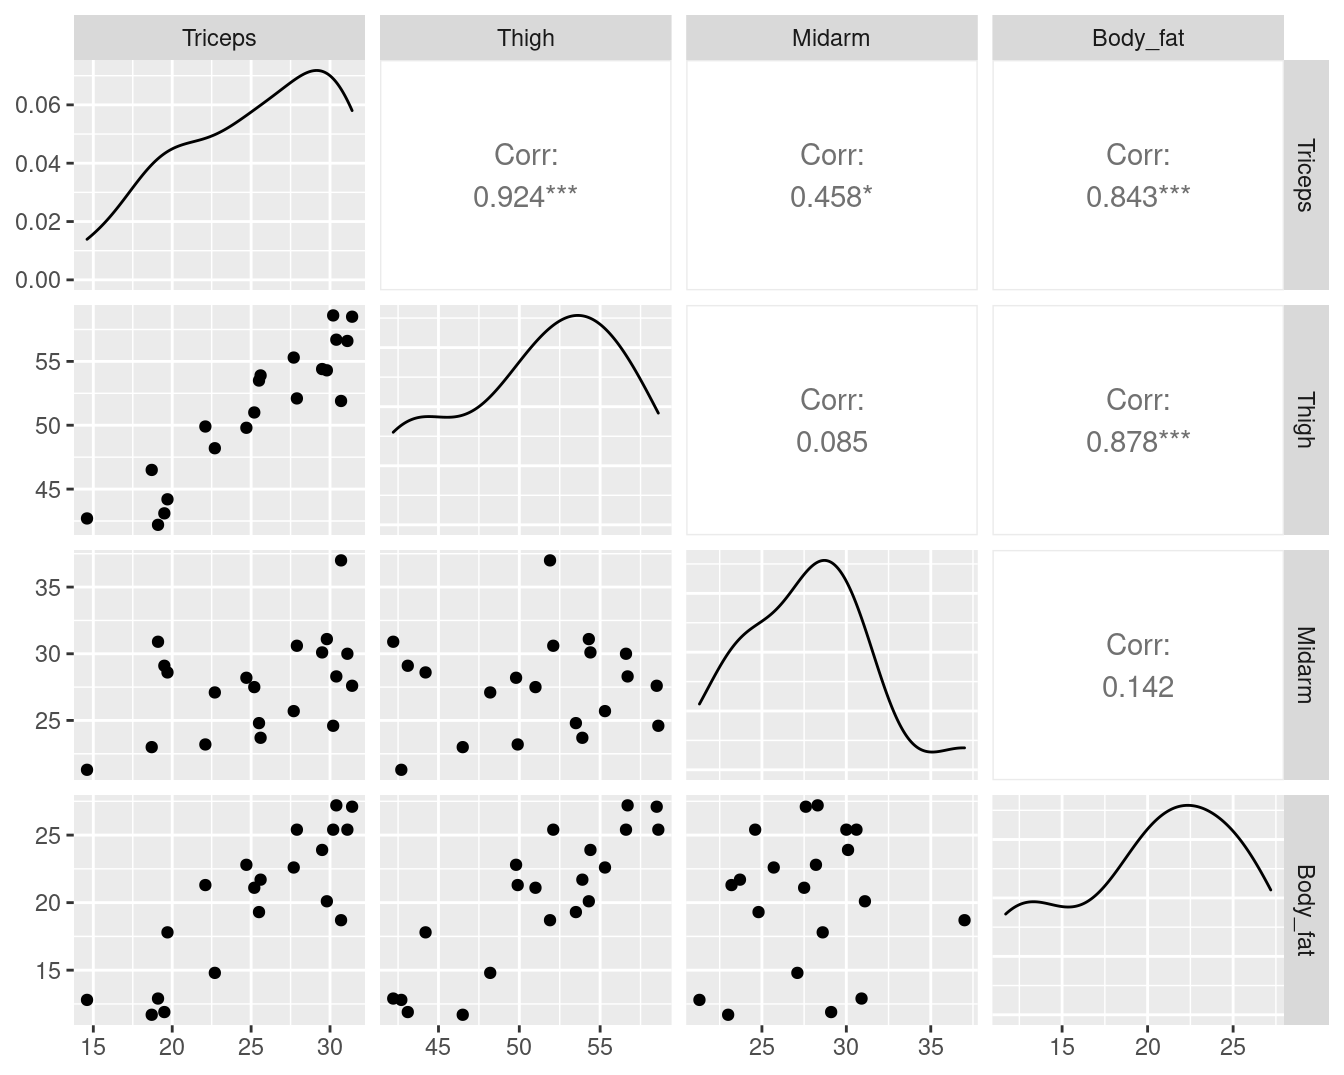 Triceps Thigh Midarm Body_fat
0.06
0.04
0.02
0.00
Corr:
0.924***
Corr:
0.458*
Corr:
0.843***
Triceps
55
50
45
Corr:
0.085
Corr:
0.878***
Thigh
35
30
25
Corr:
0.142
Midarm
25
20
15
Body_fat
15 20 25 30
45 50 55
25 30 35
15 20 25